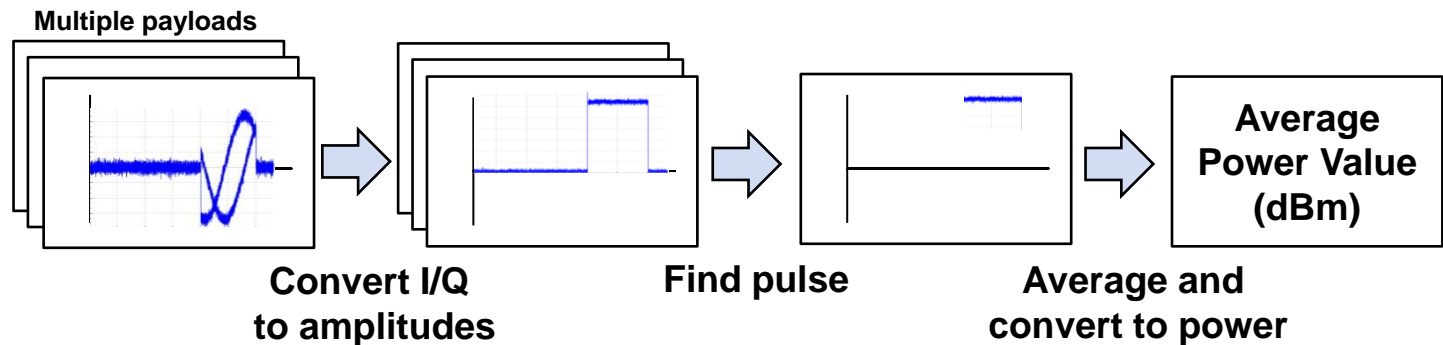 Multiple payloads
Average
Power Value
(dBm)
Convert I/Q
to amplitudes
Find pulse
Average and
convert to power